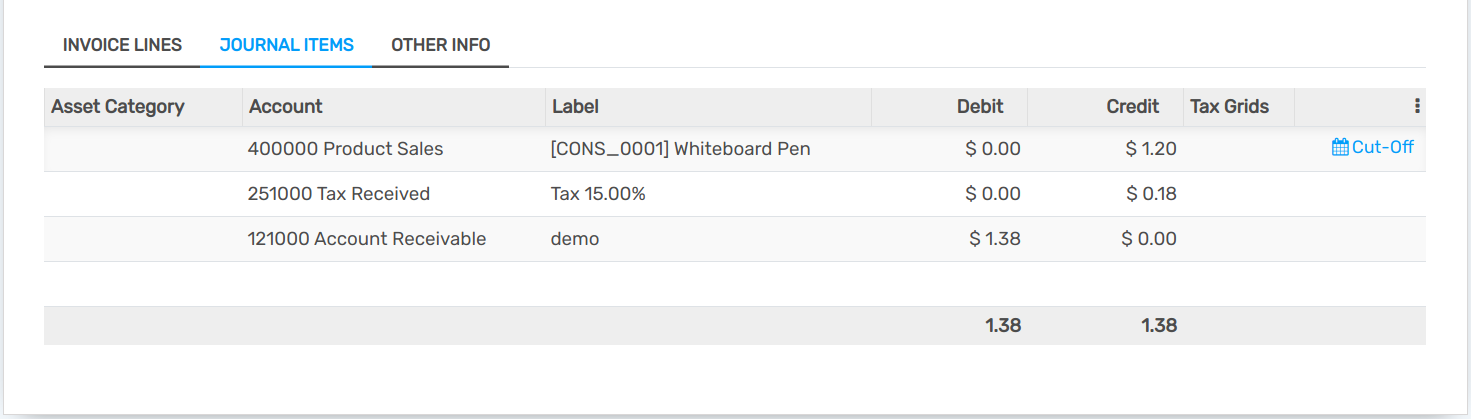 INVOICE LINES JOURNAL ITEMS OTHER INFO
Asset Category Account Label Debit Credit Tax Grids
400000 Product Sales [CONS_0001] Whiteboard Pen $ 0.00 $ 1.20 Cut-Off
251000 Tax Received Tax 15.00% $ 0.00 $ 0.18
121000 Account Receivable demo $ 1.38 $ 0.00
1.38 1.38